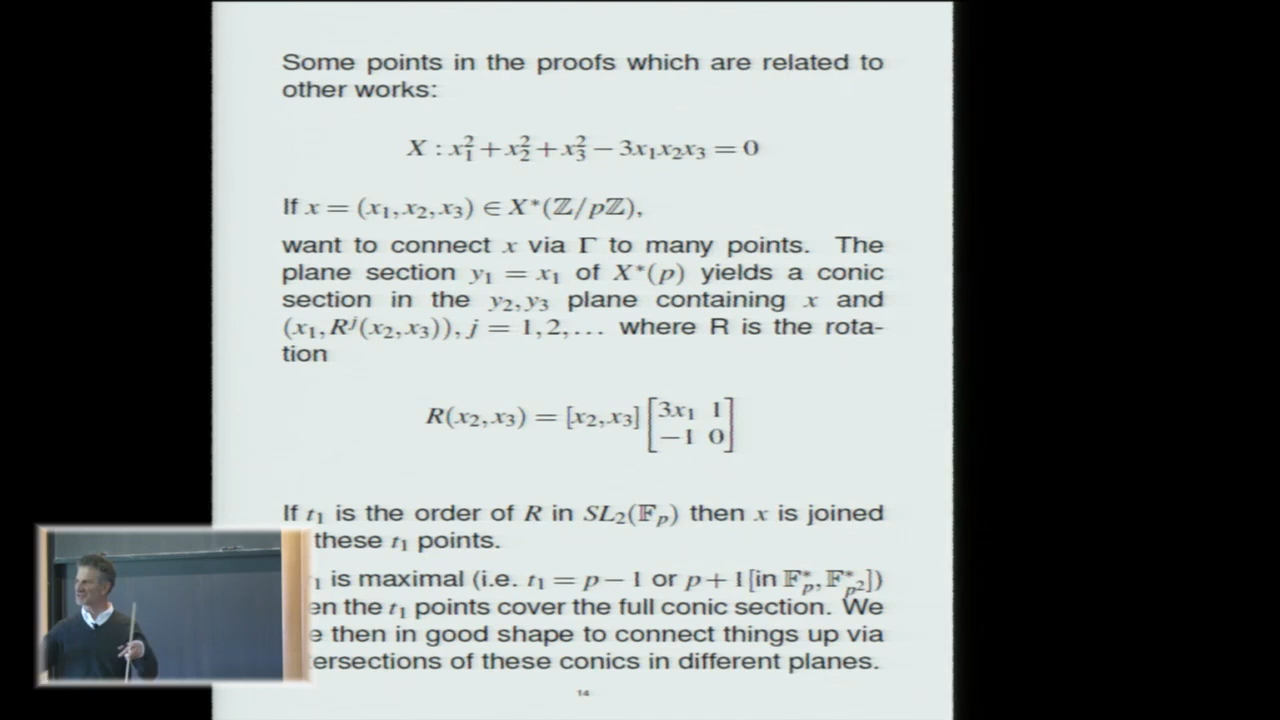 Some points in the proofs which are related to
other works:
X : x₁² + x₂² + x₃² − 3x₁x₂x₃ = 0
If x = (x₁, x₂, x₃) ∈ X*(ℤ/pℤ),
want to connect x via Γ to many points. The
plane section y₁ = x₁ of X*(p) yields a conic
section in the y₂, y₃ plane containing x and
(x₁, Rʲ(x₂, x₃)), j = 1, 2, ... where R is the rota-
tion
R(x₂, x₃) = [x₂, x₃] [3x₁ 1
−1 0]
If t₁ is the order of R in SL₂(𝔽ₚ) then x is joined
these t₁ points.
₁ is maximal (i.e. t₁ = p − 1 or p + 1 [in 𝔽*ₚ, 𝔽*ₚ²])
en the t₁ points cover the full conic section. We
e then in good shape to connect things up via
ersections of these conics in different planes.
14